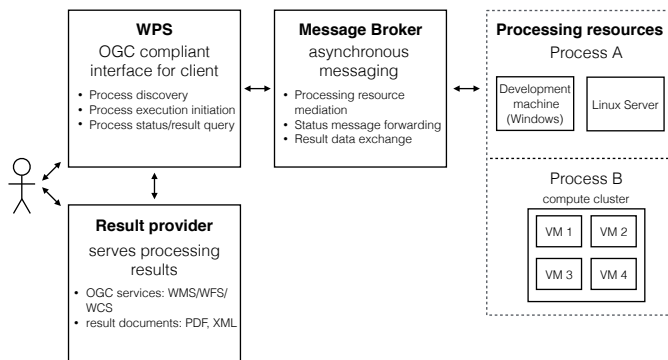 WPS
OGC compliant
interface for client
• Process discovery
• Process execution initiation
• Process status/result query
Message Broker
asynchronous
messaging
• Processing resource
mediation
• Status message forwarding
• Result data exchange
Processing resources
Process A
Development
machine
(Windows)
Linux Server
Process B
compute cluster
VM 1
VM 2
VM 3
VM 4
Result provider
serves processing
results
• OGC services: WMS/WFS/
WCS
• result documents: PDF, XML